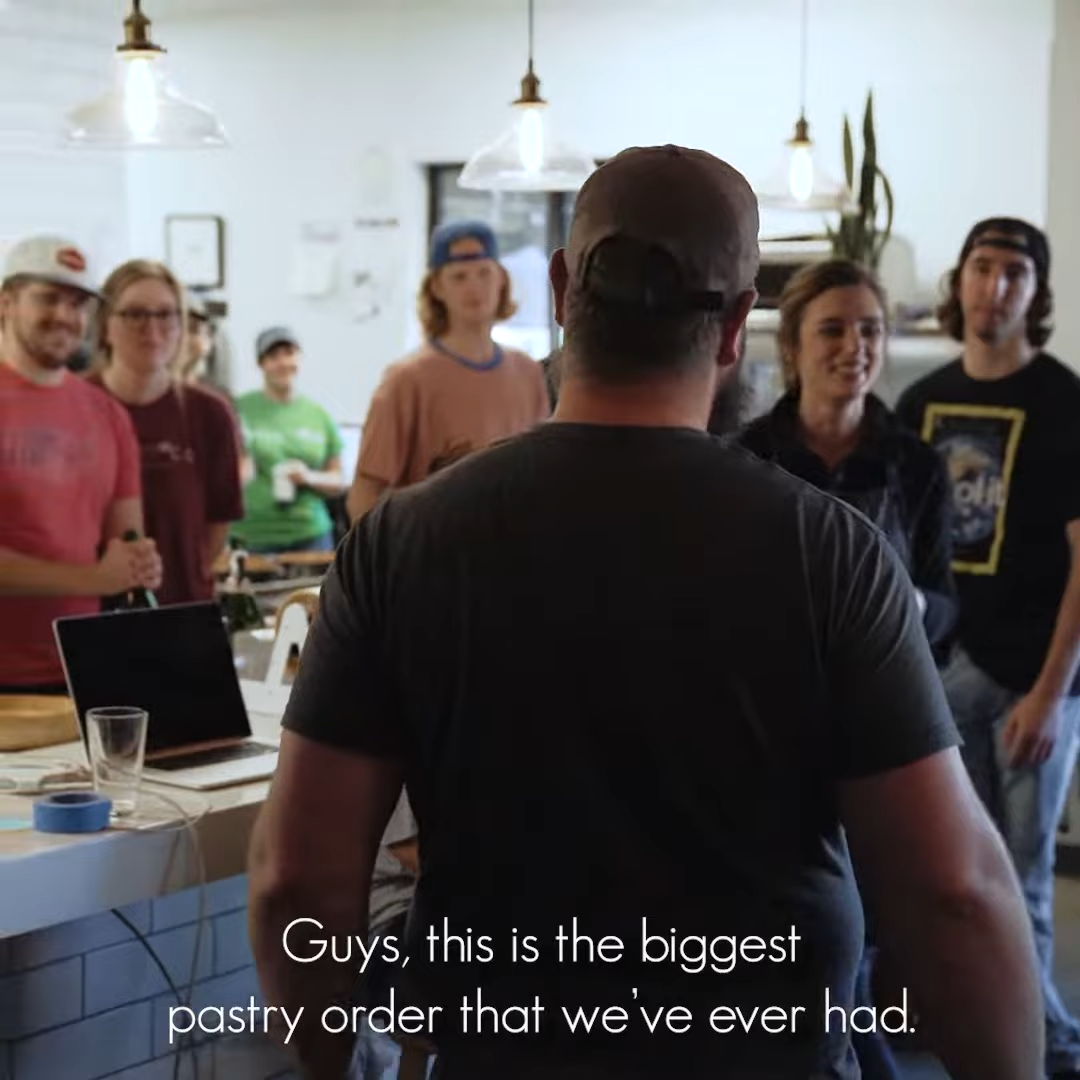 Guys, this is the biggest
pastry order that we've ever had.